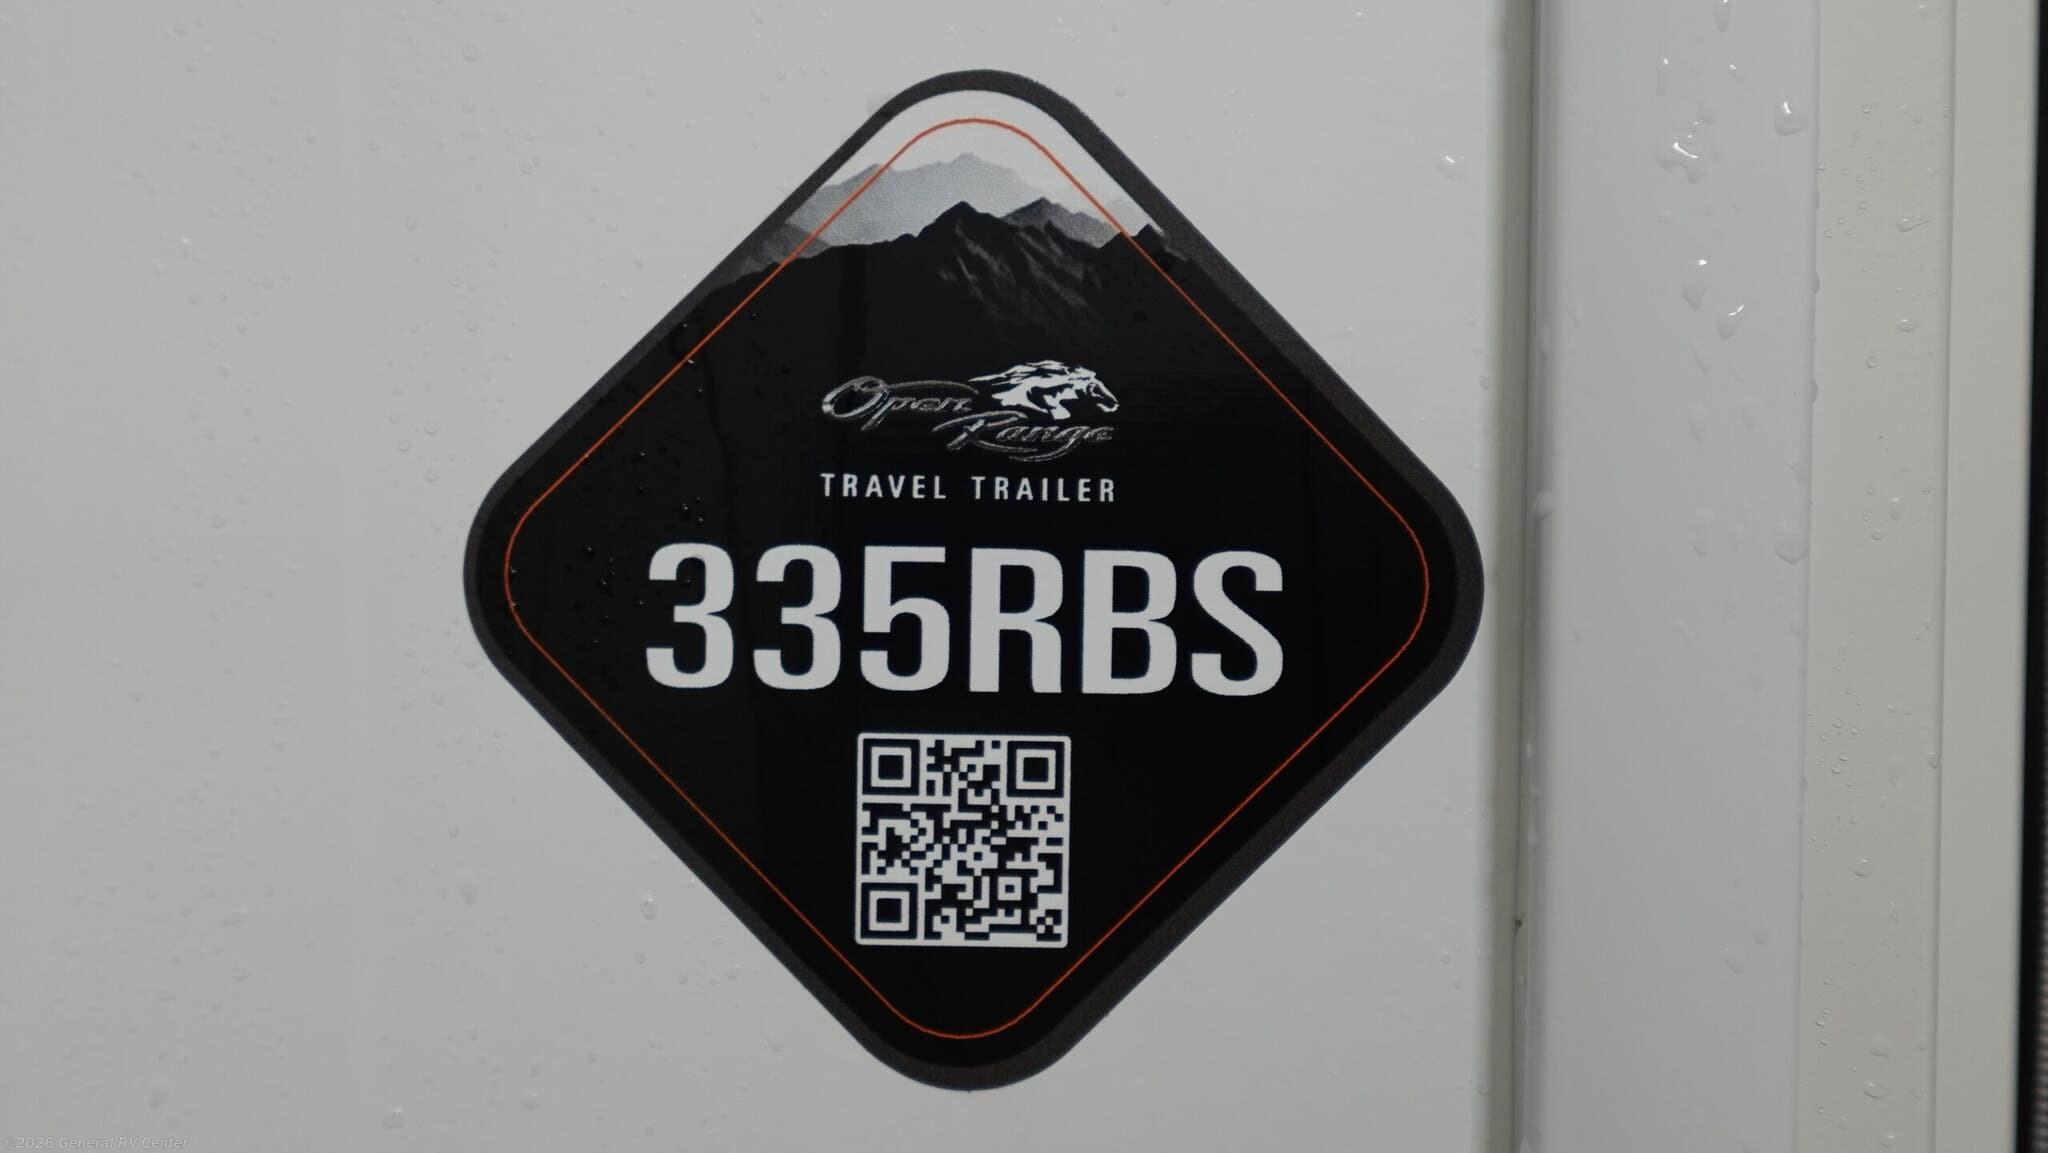 Open
Range
TRAVEL TRAILER
335RBS
©2026 General RV Center